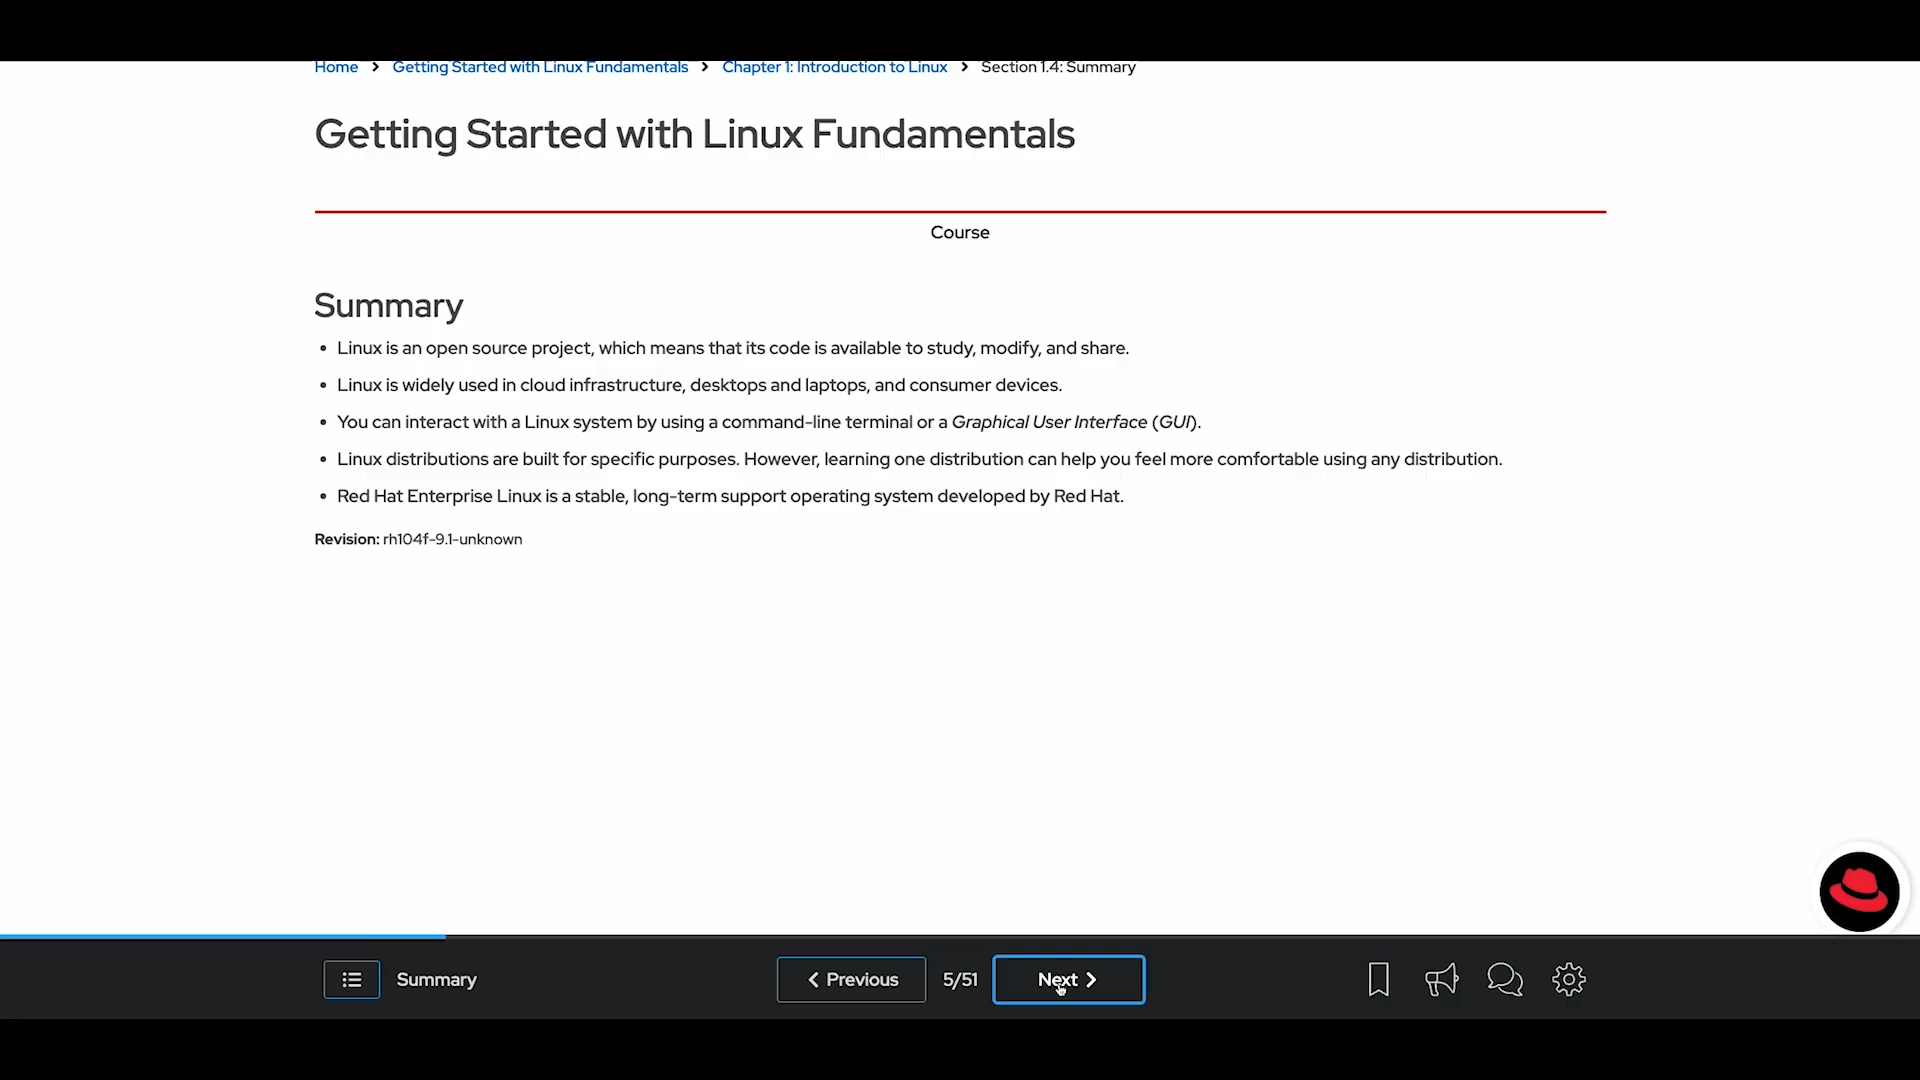 Home > Getting Started with Linux Fundamentals > Chapter 1: Introduction to Linux > Section 1.4: Summary
Getting Started with Linux Fundamentals
Course
Summary
• Linux is an open source project, which means that its code is available to study, modify, and share.
• Linux is widely used in cloud infrastructure, desktops and laptops, and consumer devices.
• You can interact with a Linux system by using a command-line terminal or a Graphical User Interface (GUI).
• Linux distributions are built for specific purposes. However, learning one distribution can help you feel more comfortable using any distribution.
• Red Hat Enterprise Linux is a stable, long-term support operating system developed by Red Hat.
Revision: rh104f-9.1-unknown
Summary
Previous 5/51 Next